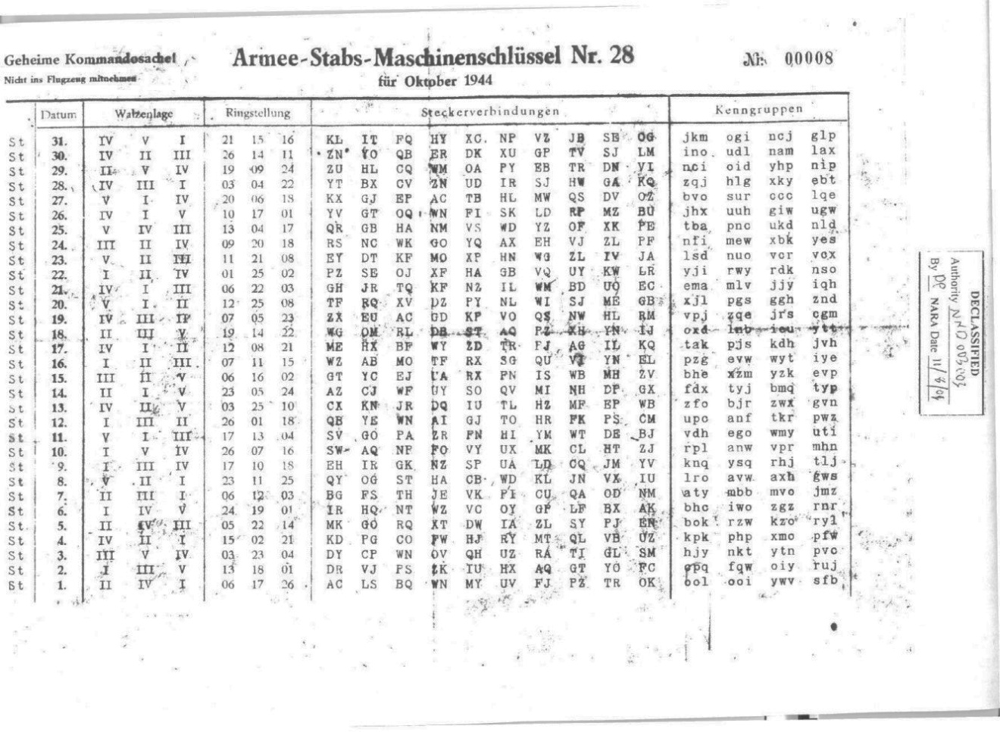 Geheime Kommandosache! Armee-Stabs-Maschinenschlüssel Nr. 28 Nr. 00008
Nicht ins Flugzeug mitnehmen für Oktober 1944
Datum Walzenlage Ringstellung Steckerverbindungen Kenngruppen
St 31. IV V I 21 15 16 KL IT FQ HY XC NP VZ JB SE OG jkm ogi ncj glp
St 30. IV II III 26 14 11 ZN YO QB ER DK XU GP TV SJ LM ino udl nam lax
St 29. II V IV 19 09 24 ZU HL CQ WM OA PY EB TR DN VI nci oid yhp nip
St 28. IV III I 03 04 22 YT BX CV ZN UD IR SJ HW GA KQ zqj hlg xky ebt
St 27. V I IV 20 06 18 KX GJ EP AC TB HL MW QS DV OZ bvo sur ccc lqe
St 26. IV I V 10 17 01 YV GT OQ WN FI SK LD RP MZ BU jhx uuh giw ugw
St 25. V IV III 13 04 17 QR GB HA NM VS WD YZ OF XK PE tba pnc ukd nld
St 24. III II IV 09 20 18 RS NC WK GO YQ AX EH VJ ZL PF nfi mew xbk yes
St 23. V II III 11 21 08 EY DT KF MO XP HN WG ZL IV JA lsd nuo vcr vox
St 22. I II IV 01 25 02 PZ SE OJ XF HA GB VQ UY KW LR yji rwy rdk nso
St 21. IV I III 06 22 03 GH JR TQ KF NZ IL WM BD UO EC ema mlv jjy iqh
St 20. V I II 12 25 08 TF RQ XV DZ PY NL WI SJ ME GB xjl pgs ggh znd
St 19. IV III 07 05 23 ZX EU AC GD KP VO QS NW HL RM vpj zqe jrs cgm
St 18. II III V 19 14 22 WG OM RL DB ST AQ PZ XH YN IJ oxd ieu ytt
St 17. IV I II 12 08 21 ME HX BF WY ZD TR FJ AG IL KQ tak pjs kdh jvh
St 16. I II III 07 11 15 WZ AB MO TF RX SG QU VI YN EL pzg evw wyt iye
St 15. III II V 06 16 02 GT YC EJ UA RX PN IS WB MH ZV bhe xzm yzk evp
St 14. II I V 23 05 24 AZ CJ WF UY SO QV MI NH DP GX fdx tyj bmq typ
St 13. IV II V 03 25 10 CX KN JR DQ IU TL HZ MF EP WB zfo bjr zwx gvn
St 12. I III II 26 01 18 QB YE WN AI GJ TO HR FK PS CM upo anf tkr pwz
St 11. V I III 17 13 04 SV GO PA ZR FN HI YM WT DE BJ vdh ego wmy uti
St 10. I V IV 26 07 16 SW AQ NP FO VY UX MK CL HT ZJ rpl anw vpr mhn
St 9. I III IV 17 10 18 EH IR GK NZ SP UA LD CQ JM YV knq ysq rhj tlj
St 8. V II I 23 11 25 QY OG ST HA CB WD KL JN VX IU lro avw axh gws
St 7. II III I 06 12 03 BG FS TH JE VK PI CU QA OD NM aty mbb mvo jmz
St 6. I IV V 24 19 01 IR HQ NT WZ VC OY GP LF BX AK bhc iwo zgz rnr
St 5. II IV III 05 22 14 MK GO RQ XT DW IA ZL SY PJ EN bok rzw kzo ryl
St 4. IV II I 15 02 21 KD PG CO FW HJ RY MT QL VB UZ kpk php xmo pfw
St 3. III V IV 03 23 04 DY CP WN OV QH UZ RA TI GL SM hjy nkt ytn pvc
St 2. I III V 13 18 01 DR VJ PS ZK IU HX AQ GT YO FC fqw oiy ruj
St 1. II IV I 06 17 26 AC LS BQ WN MY UV FJ PZ TR OK ool ooi ywv sfb
DECLASSIFIED
Authority NND
By NARA Date